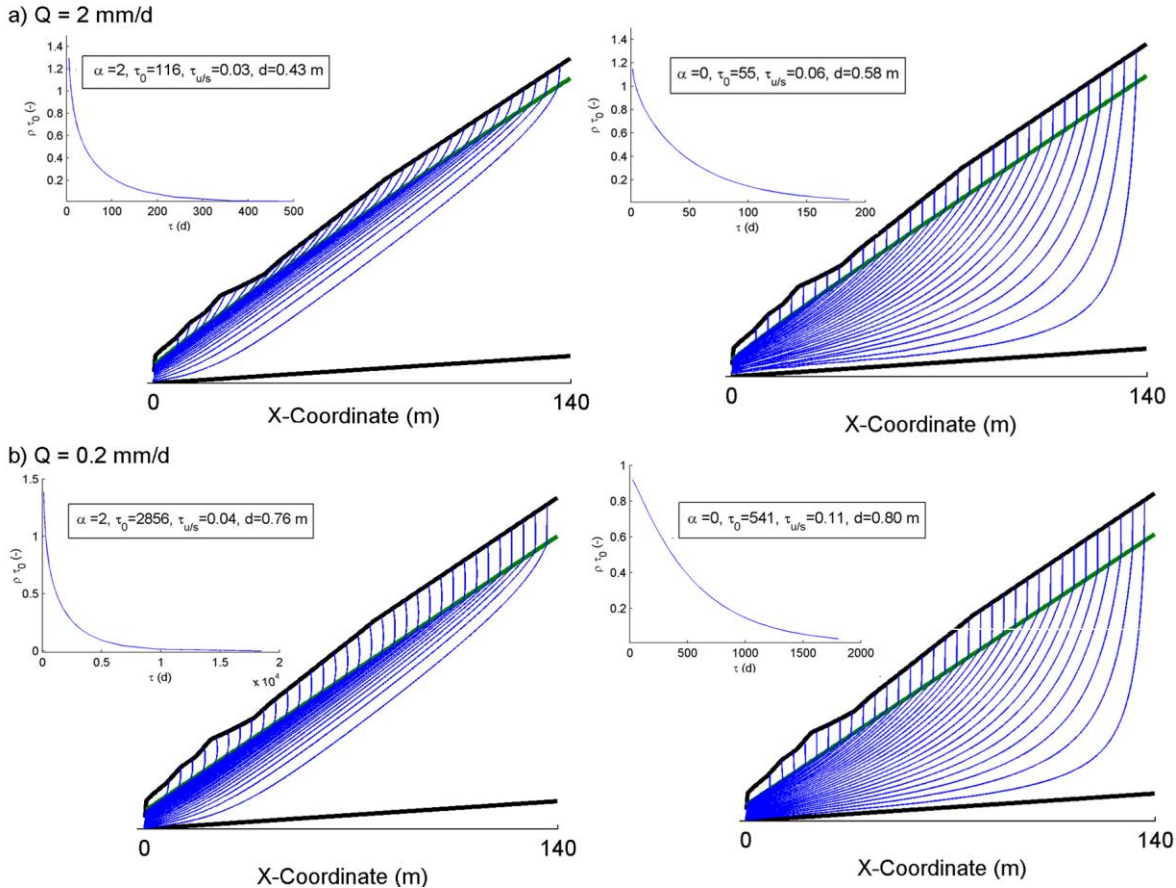 a) Q = 2 mm/d
α =2, τ0=116, τu/s=0.03, d=0.43 m
1.4
1.2
1
0.8
0.6
0.4
0.2
ρ τ0 (-)
0 100 200 300 400 500
τ (d)
0 140
X-Coordinate (m)
α=0, τ0=55, τu/s=0.06, d=0.58 m
1.4
1.2
1
0.8
0.6
0.4
0.2
ρ τ0 (-)
0 50 100 150 200
τ (d)
0 140
X-Coordinate (m)
b) Q = 0.2 mm/d
α=2, τ0=2856, τu/s=0.04, d=0.76 m
1.5
1
0.5
0
ρ τ0 (-)
0 0.5 1 1.5 2
τ (d)
x 10^4
0 140
X-Coordinate (m)
α=0, τ0=541, τu/s=0.11, d=0.80 m
1
0.8
0.6
0.4
0.2
ρ τ0 (-)
0 500 1000 1500 2000
τ (d)
0 140
X-Coordinate (m)